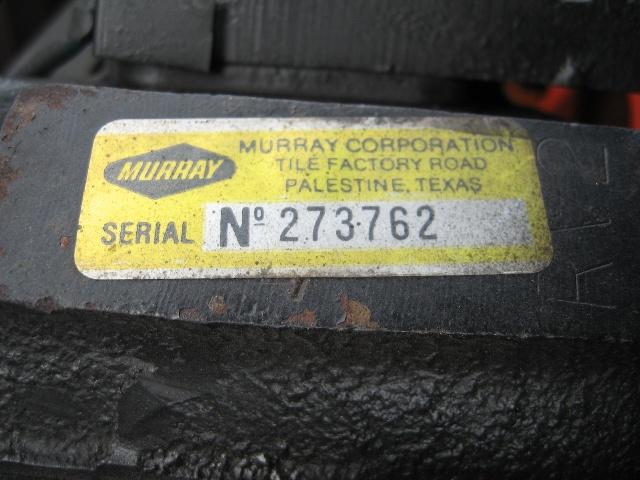 MURRAY
MURRAY CORPORATION
TILE FACTORY ROAD
PALESTINE, TEXAS
SERIAL Nº 273762